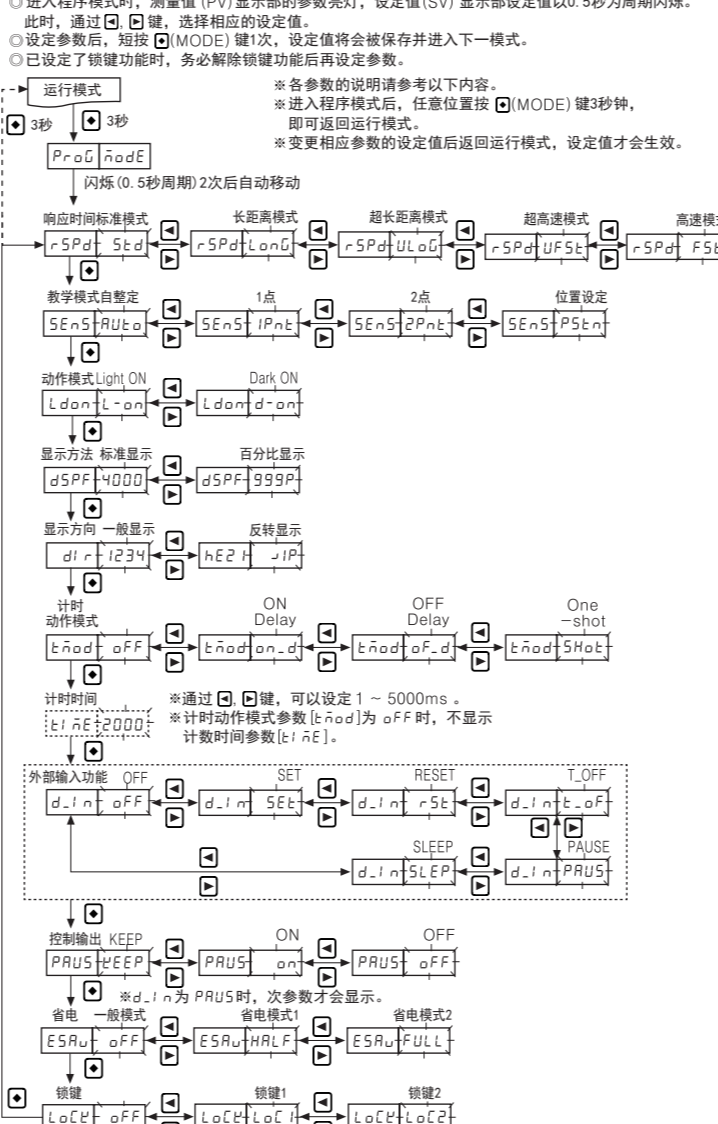 ◎进入程序模式时，测量值 (PV)显示部的参数亮灯，设定值(SV) 显示部设定值以0.5秒为周期闪烁。
此时，通过◀, ▶ 键，选择相应的设定值。
◎设定参数后，短按 ◆(MODE) 键1次，设定值将会被保存并进入下一模式。
◎已设定了锁键功能时，务必解除锁键功能后再设定参数。
运行模式
※各参数的说明请参考以下内容。
※进入程序模式后，任意位置按 ◆(MODE) 键3秒钟，
即可返回运行模式。
※变更相应参数的设定值后返回运行模式，设定值才会生效。
◆ 3秒 ◆ 3秒
ProG modE
闪烁(0.5秒周期)2次后自动移动
响应时间标准模式 长距离模式 超长距离模式 超高速模式 高速模
rSPd Std ◀ ▶ rSPd LonG ◀ ▶ rSPd ULoG ◀ ▶ rSPd UFSt ◀ ▶ rSPd FSt
◆
教学模式自整定 1点 2点 位置设定
SEnS AUto ◀ ▶ SEnS 1Pnt ◀ ▶ SEnS 2Pnt ◀ ▶ SEnS PStn
◆
动作模式 Light ON Dark ON
Ldon L-on ◀ ▶ Ldon d-on
◆
显示方法 标准显示 百分比显示
dSPF 4000 ◀ ▶ dSPF 999P
◆
显示方向 一般显示 反转显示
dIr 1234 ◀ ▶ hE21
◆
计时
动作模式
ON
Delay
OFF
Delay
One
-shot
tmod oFF ◀ ▶ tmod on_d ◀ ▶ tmod oF_d ◀ ▶ tmod SHot
◆
计时时间
tImE 2000
※通过 ◀, ▶键，可以设定 1 ~ 5000ms 。
※计时动作模式参数 [tmod]为 oFF 时，不显示
计数时间参数[tImE]。
◆
外部输入功能 OFF SET RESET T_OFF
d_In oFF ◀ ▶ d_In SEt ◀ ▶ d_In rSt ◀ ▶ d_In t_oF
◀ ▶
SLEEP PAUSE
◀ ▶ d_In SLEP ◀ ▶ d_In PAUS
◆
控制输出 KEEP ON OFF
PAUS KEEP ◀ ▶ PAUS on ◀ ▶ PAUS oFF
◆ ※d_In为 PAUS时，次参数才会显示。
省电 一般模式 省电模式1 省电模式2
ESAv oFF ◀ ▶ ESAv HALF ◀ ▶ ESAv FULL
◆
锁键 锁键1 锁键2
◆ LoCK oFF ◀ ▶ LoCK LoC1 ◀ ▶ LoCK LoC2